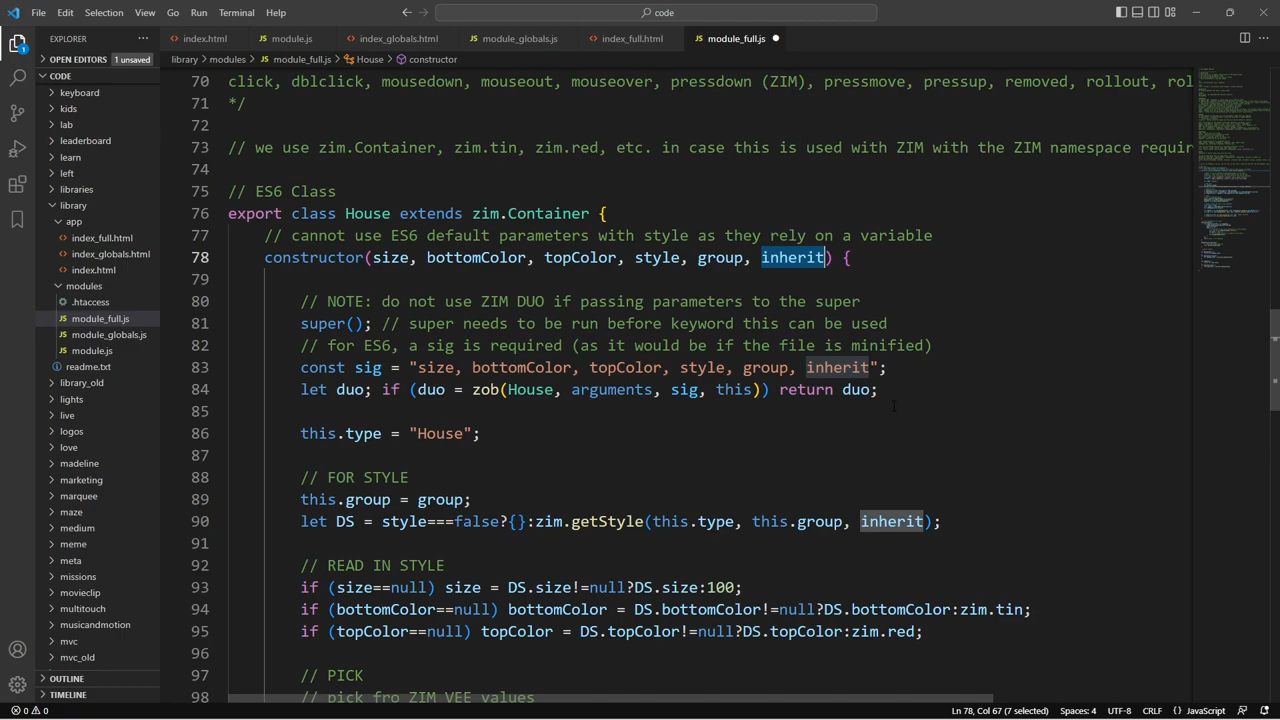 File Edit Selection View Go Run Terminal Help
code
EXPLORER
index.html
module.js
index_globals.html
module_globals.js
index_full.html
module_full.js
OPEN EDITORS 1 unsaved
library > modules > module_full.js > House > constructor
CODE
keyboard
kids
lab
leaderboard
learn
left
libraries
library
app
index_full.html
index_globals.html
index.html
modules
.htaccess
module_full.js
module_globals.js
module.js
readme.txt
library_old
lights
live
logos
love
madeline
marketing
marquee
maze
medium
meme
meta
missions
movieclip
multitouch
musicandmotion
mvc
mvc_old
OUTLINE
TIMELINE
70 click, dblclick, mousedown, mouseout, mouseover, pressdown (ZIM), pressmove, pressup, removed, rollout, rol
71 */
72
73 // we use zim.Container, zim.tin, zim.red, etc. in case this is used with ZIM with the ZIM namespace requir
74
75 // ES6 Class
76 export class House extends zim.Container {
77 // cannot use ES6 default parameters with style as they rely on a variable
78 constructor(size, bottomColor, topColor, style, group, inherit) {
79
80 // NOTE: do not use ZIM DUO if passing parameters to the super
81 super(); // super needs to be run before keyword this can be used
82 // for ES6, a sig is required (as it would be if the file is minified)
83 const sig = "size, bottomColor, topColor, style, group, inherit";
84 let duo; if (duo = zob(House, arguments, sig, this)) return duo;
85
86 this.type = "House";
87
88 // FOR STYLE
89 this.group = group;
90 let DS = style===false?{}:zim.getStyle(this.type, this.group, inherit);
91
92 // READ IN STYLE
93 if (size==null) size = DS.size!=null?DS.size:100;
94 if (bottomColor==null) bottomColor = DS.bottomColor!=null?DS.bottomColor:zim.tin;
95 if (topColor==null) topColor = DS.topColor!=null?DS.topColor:zim.red;
96
97 // PICK
98 // pick fro ZIM VEE values
0 0 Ln 78, Col 67 (7 selected) Spaces: 4 UTF-8 CRLF {} JavaScript